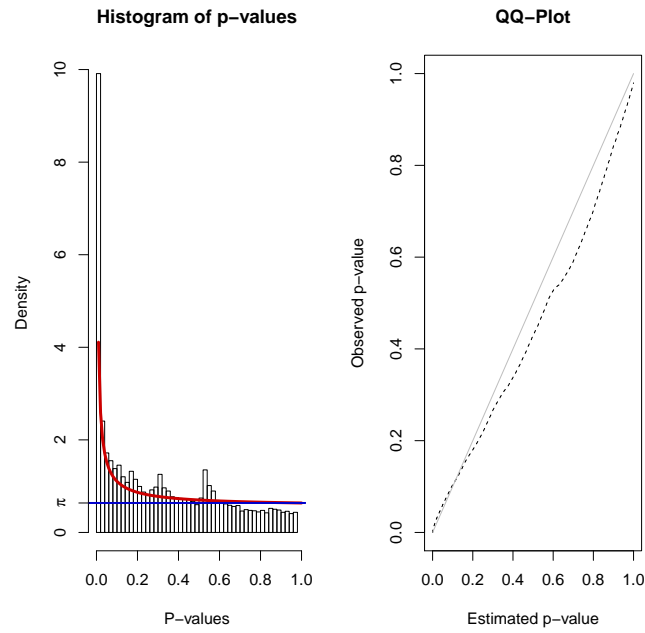 Histogram of p−values
Density
10
8
6
4
2
π
0
0.0 0.2 0.4 0.6 0.8 1.0
P−values
QQ−Plot
Observed p−value
1.0
0.8
0.6
0.4
0.2
0.0
0.0 0.2 0.4 0.6 0.8 1.0
Estimated p−value